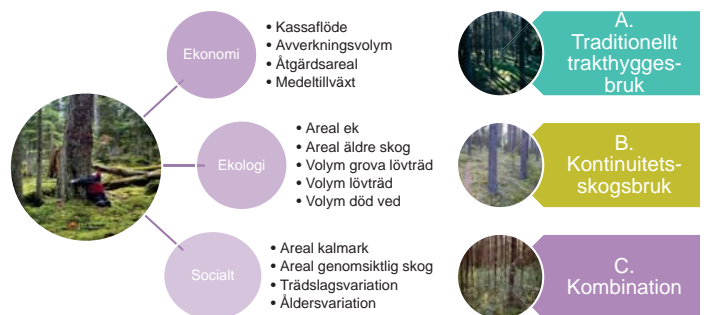 Ekonomi
• Kassaflöde
• Avverkningsvolym
• Åtgärdsareal
• Medeltillväxt
Ekologi
• Areal ek
• Areal äldre skog
• Volym grova lövträd
• Volym lövträd
• Volym död ved
Socialt
• Areal kalmark
• Areal genomsiktlig skog
• Trädslagsvariation
• Åldersvariation
A.
Traditionellt
trakthygges-
bruk
B.
Kontinuitets-
skogsbruk
C.
Kombination